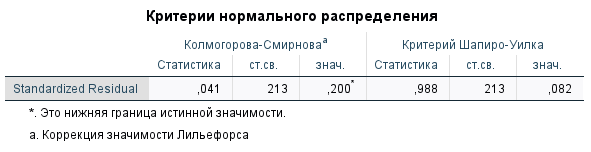 Критерии нормального распределения
Колмогорова-Смирноваa Критерий Шапиро-Уилка
Статистика ст.св. знач. Статистика ст.св. знач.
Standardized Residual ,041 213 ,200* ,988 213 ,082
*. Это нижняя граница истинной значимости.
a. Коррекция значимости Лильефорса